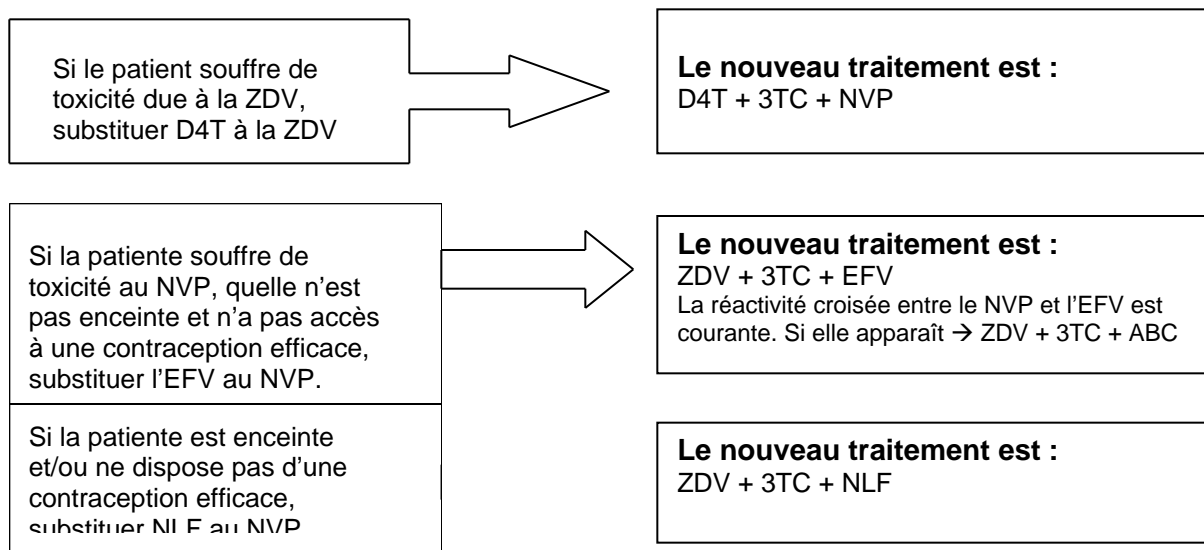 Si le patient souffre de
toxicité due à la ZDV,
substituer D4T à la ZDV
Le nouveau traitement est :
D4T + 3TC + NVP
Si la patiente souffre de
toxicité au NVP, quelle n’est
pas enceinte et n’a pas accès
à une contraception efficace,
substituer l’EFV au NVP.
Le nouveau traitement est :
ZDV + 3TC + EFV
La réactivité croisée entre le NVP et l’EFV est
courante. Si elle apparaît → ZDV + 3TC + ABC
Si la patiente est enceinte
et/ou ne dispose pas d’une
contraception efficace,
substituer NLF au NVP
Le nouveau traitement est :
ZDV + 3TC + NLF